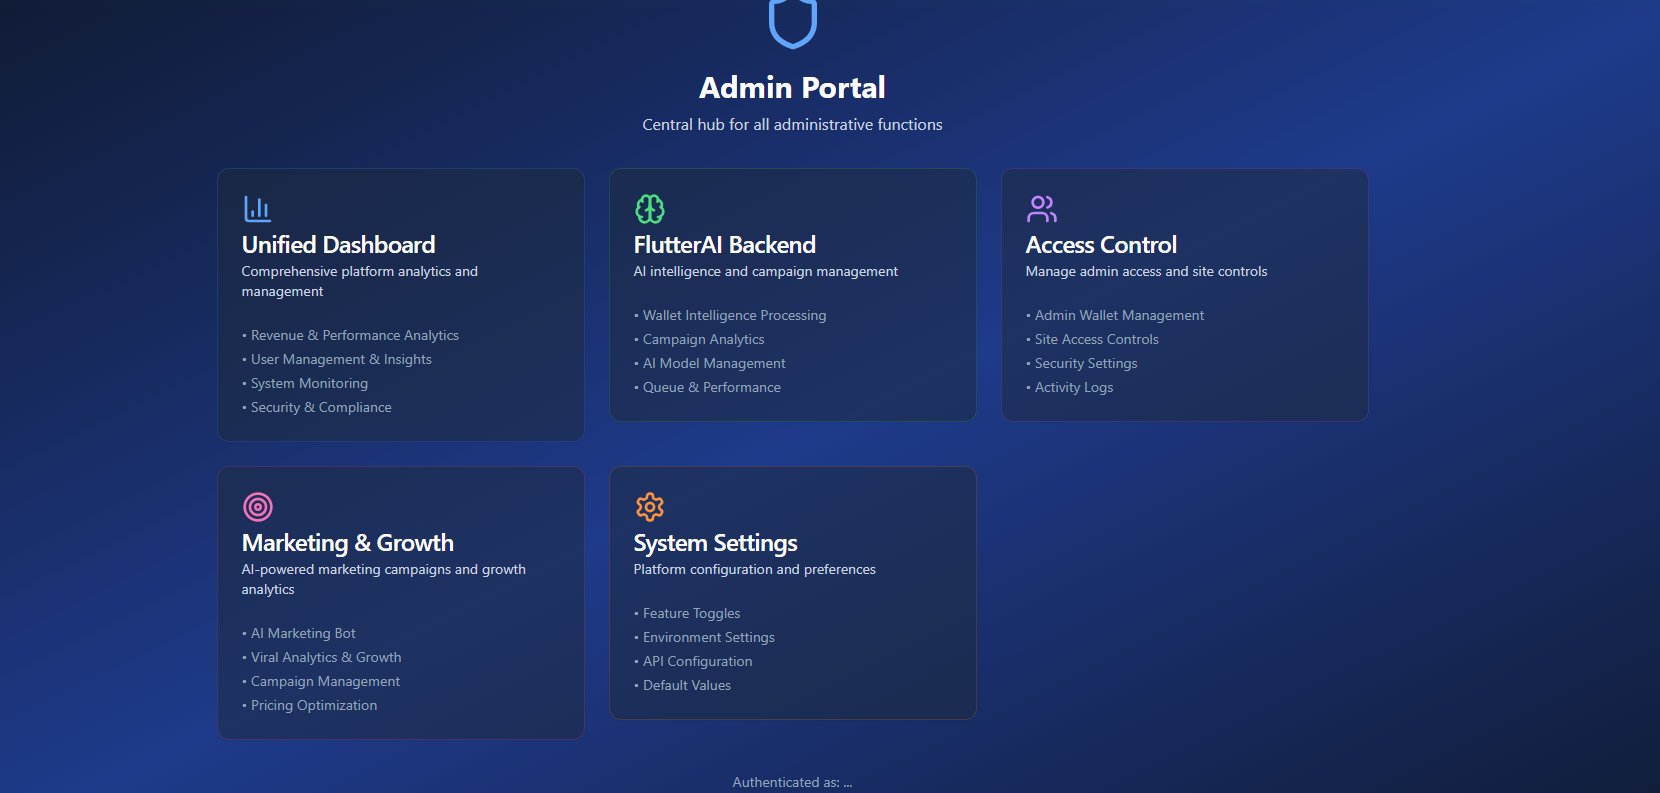 Admin Portal
Central hub for all administrative functions
Unified Dashboard
Comprehensive platform analytics and
management
• Revenue & Performance Analytics
• User Management & Insights
• System Monitoring
• Security & Compliance
FlutterAI Backend
AI intelligence and campaign management
• Wallet Intelligence Processing
• Campaign Analytics
• AI Model Management
• Queue & Performance
Access Control
Manage admin access and site controls
• Admin Wallet Management
• Site Access Controls
• Security Settings
• Activity Logs
Marketing & Growth
AI-powered marketing campaigns and growth
analytics
• AI Marketing Bot
• Viral Analytics & Growth
• Campaign Management
• Pricing Optimization
System Settings
Platform configuration and preferences
• Feature Toggles
• Environment Settings
• API Configuration
• Default Values
Authenticated as: ...